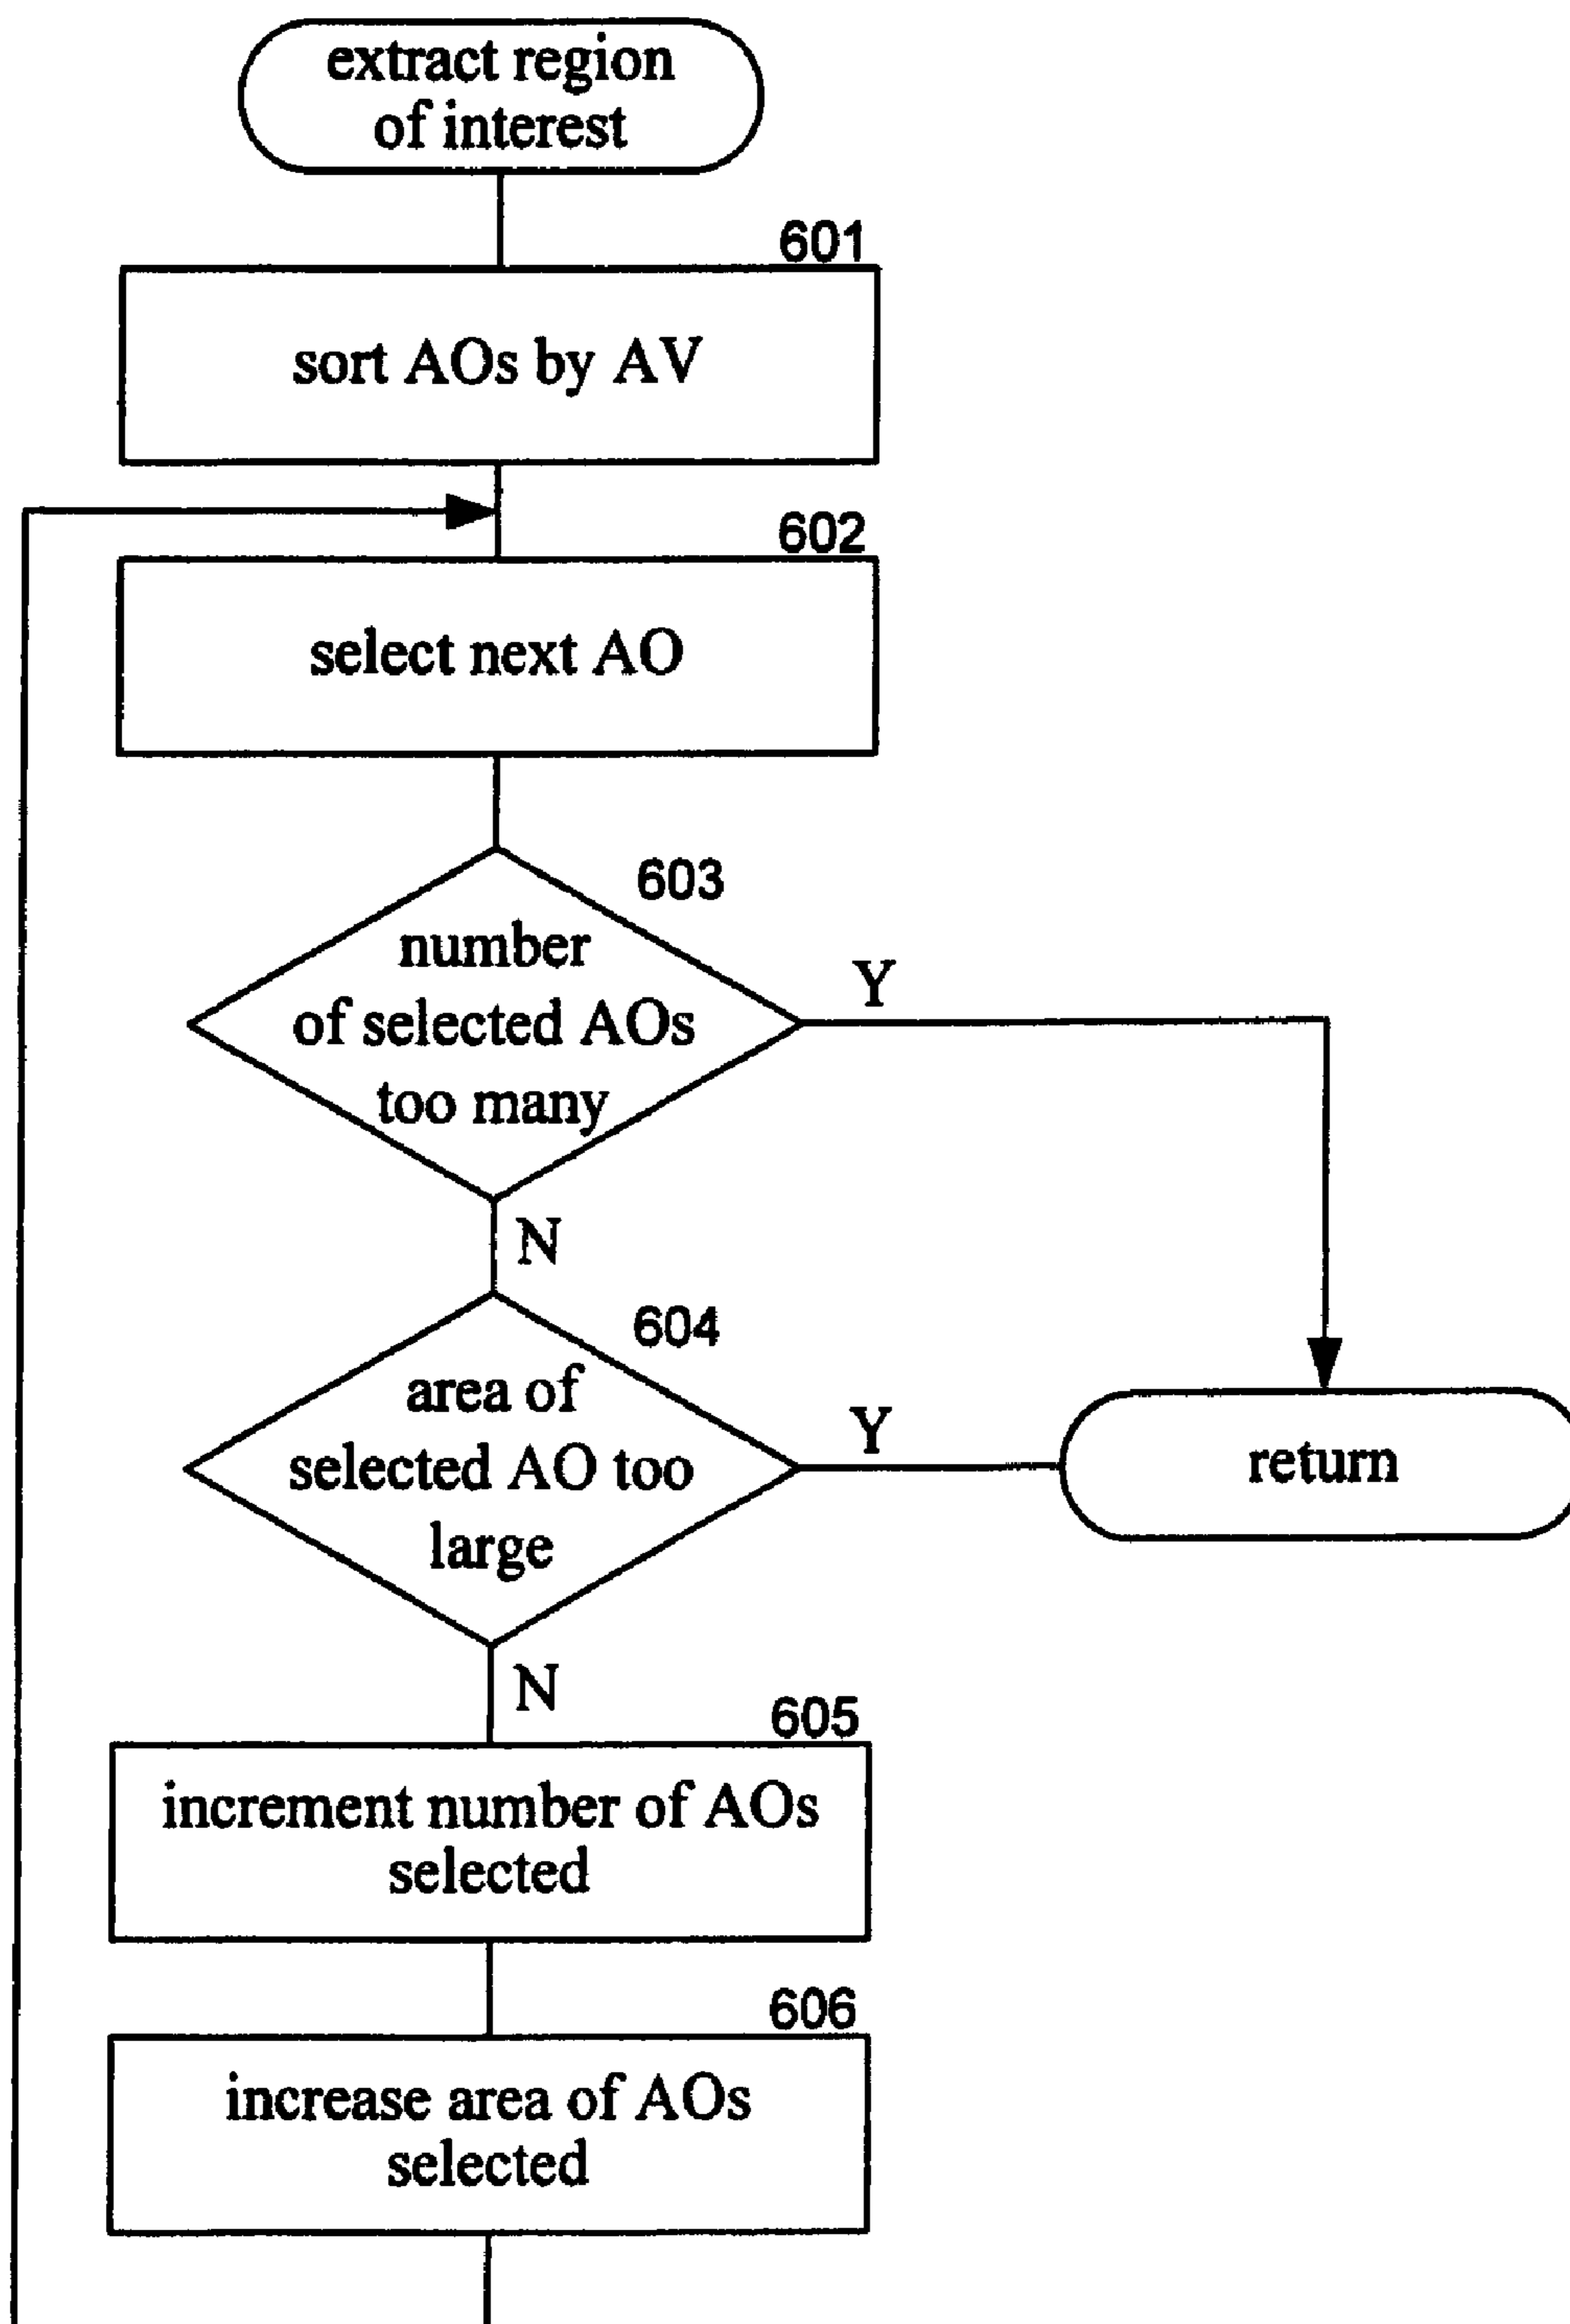 extract region
of interest
601
sort AOs by AV
602
select next AO
603
number
of selected AOs
too many
Y
N
604
area of
selected AO too
large
Y
return
N
605
increment number of AOs
selected
606
increase area of AOs
selected